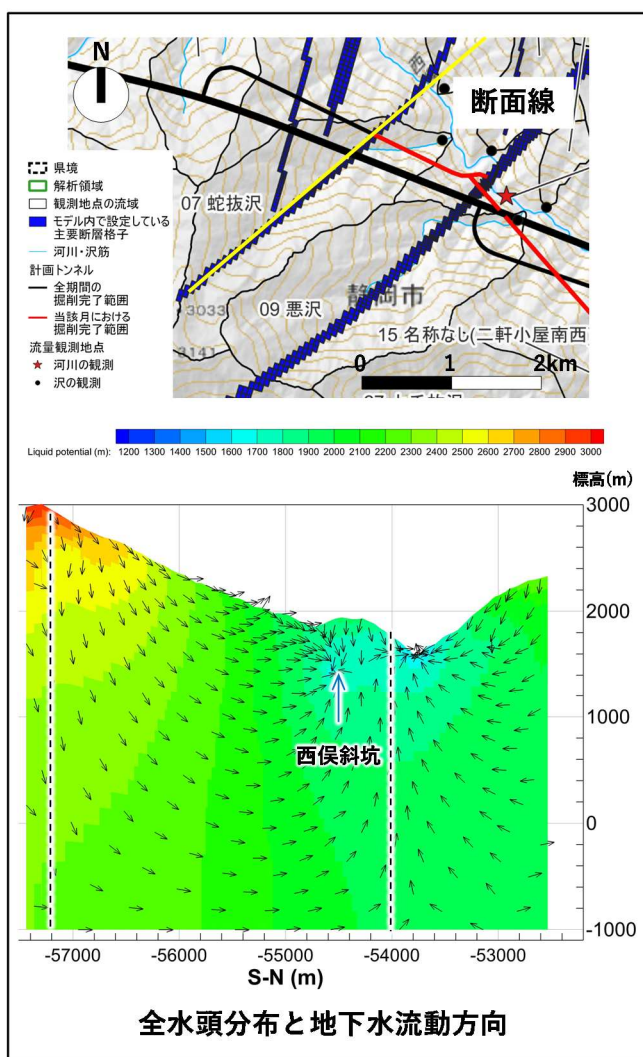 N
西
断面線
県境
解析領域
観測地点の流域
モデル内で設定している
主要断層格子
河川・沢筋
計画トンネル
全期間の
掘削完了範囲
当該月における
掘削完了範囲
流量観測地点
河川の観測
沢の観測
07 蛇抜沢
09 悪沢
静岡市
3033
3141
15 名称なし(二軒小屋南西
0 1 2km
Liquid potential (m): 1200 1300 1400 1500 1600 1700 1800 1900 2000 2100 2200 2300 2400 2500 2600 2700 2800 2900 3000
標高(m)
3000
2000
1000
西俣斜坑
0
-1000
-57000 -56000 -55000 -54000 -53000
S-N (m)
全水頭分布と地下水流動方向